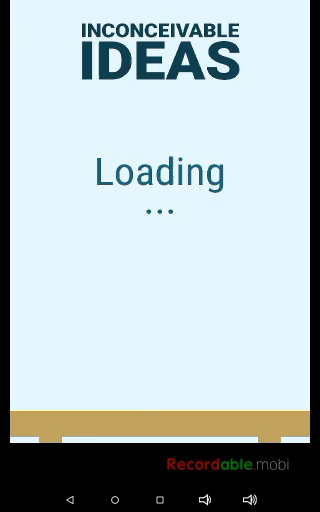 INCONCEIVABLE
IDEAS
Loading
...
Recordable.mobi